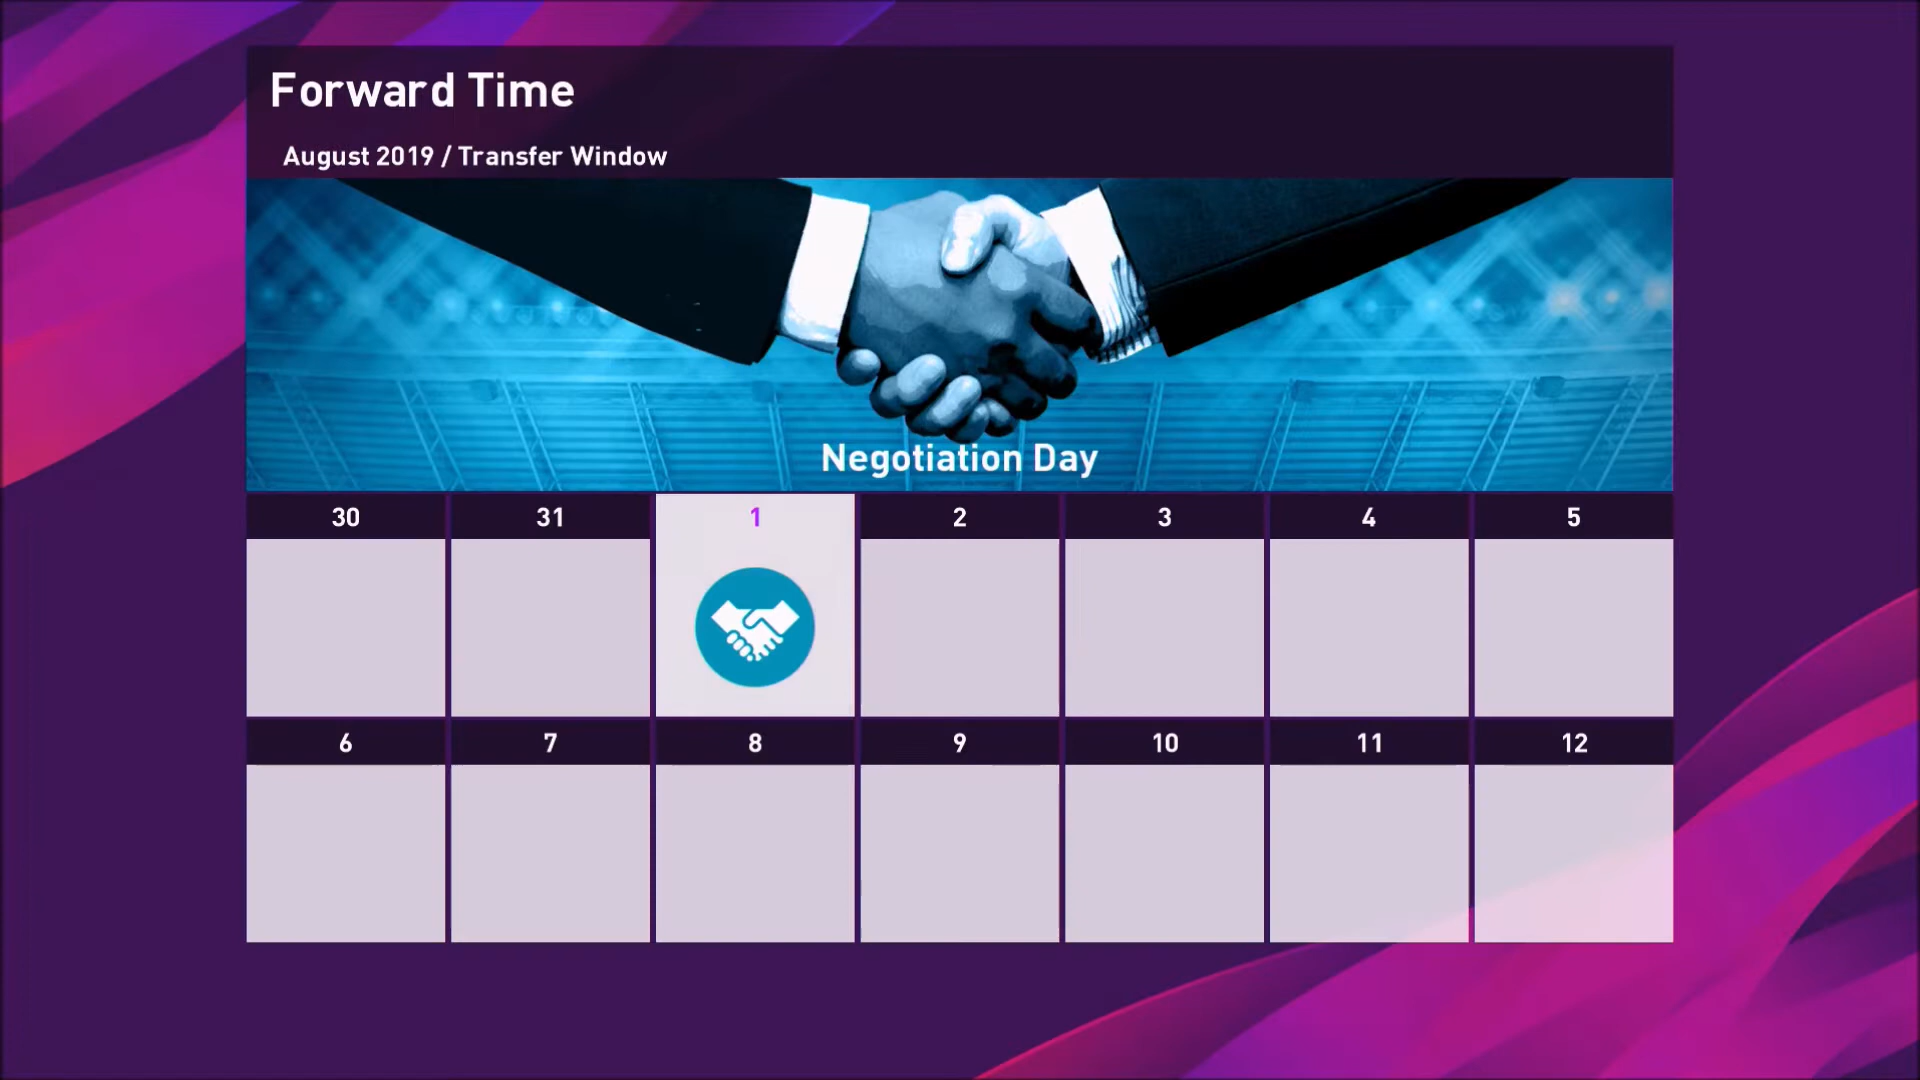 Forward Time
August 2019 / Transfer Window
Negotiation Day
30 31 1 2 3 4 5
6 7 8 9 10 11 12